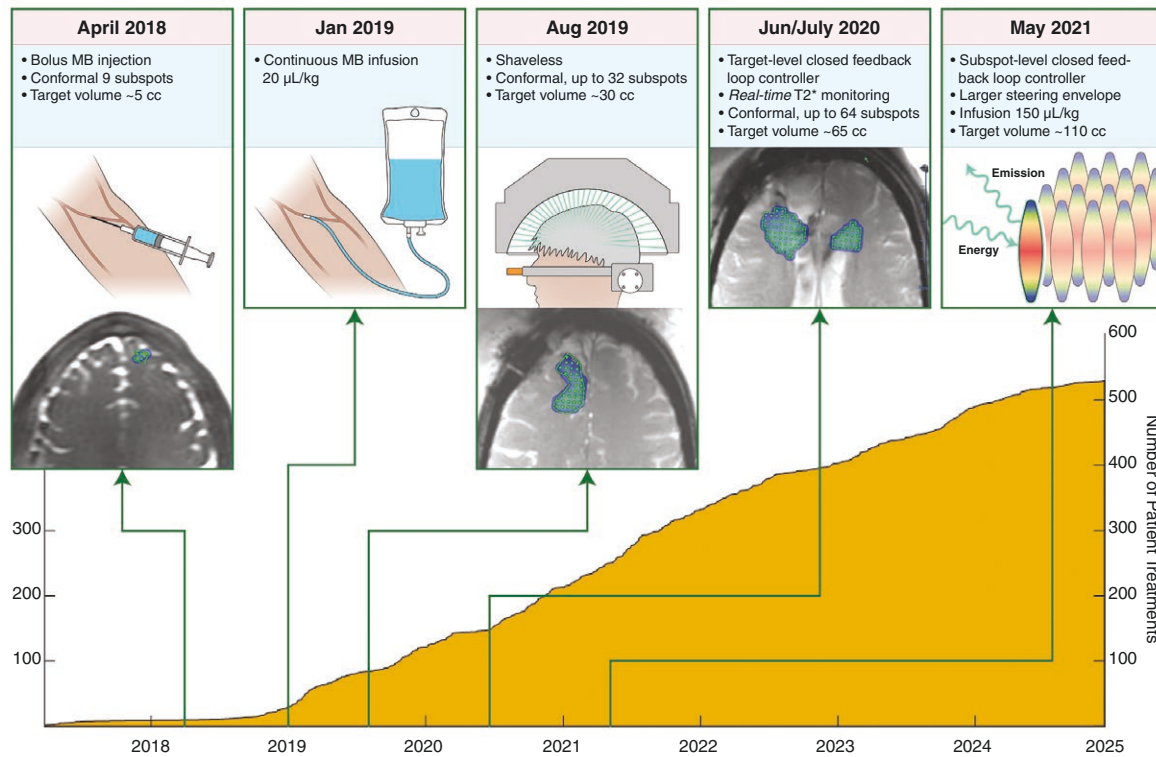 April 2018
• Bolus MB injection
• Conformal 9 subspots
• Target volume ~5 cc
Jan 2019
• Continuous MB infusion
20 µL/kg
Aug 2019
• Shaveless
• Conformal, up to 32 subspots
• Target volume ~30 cc
Jun/July 2020
• Target-level closed feedback
loop controller
• Real-time T2* monitoring
• Conformal, up to 64 subspots
• Target volume ~65 cc
May 2021
• Subspot-level closed feed-
back loop controller
• Larger steering envelope
• Infusion 150 µL/kg
• Target volume ~110 cc
Emission
Energy
300
200
100
600
500
400
300
200
100
Number of Patient Treatments
2018
2019
2020
2021
2022
2023
2024
2025